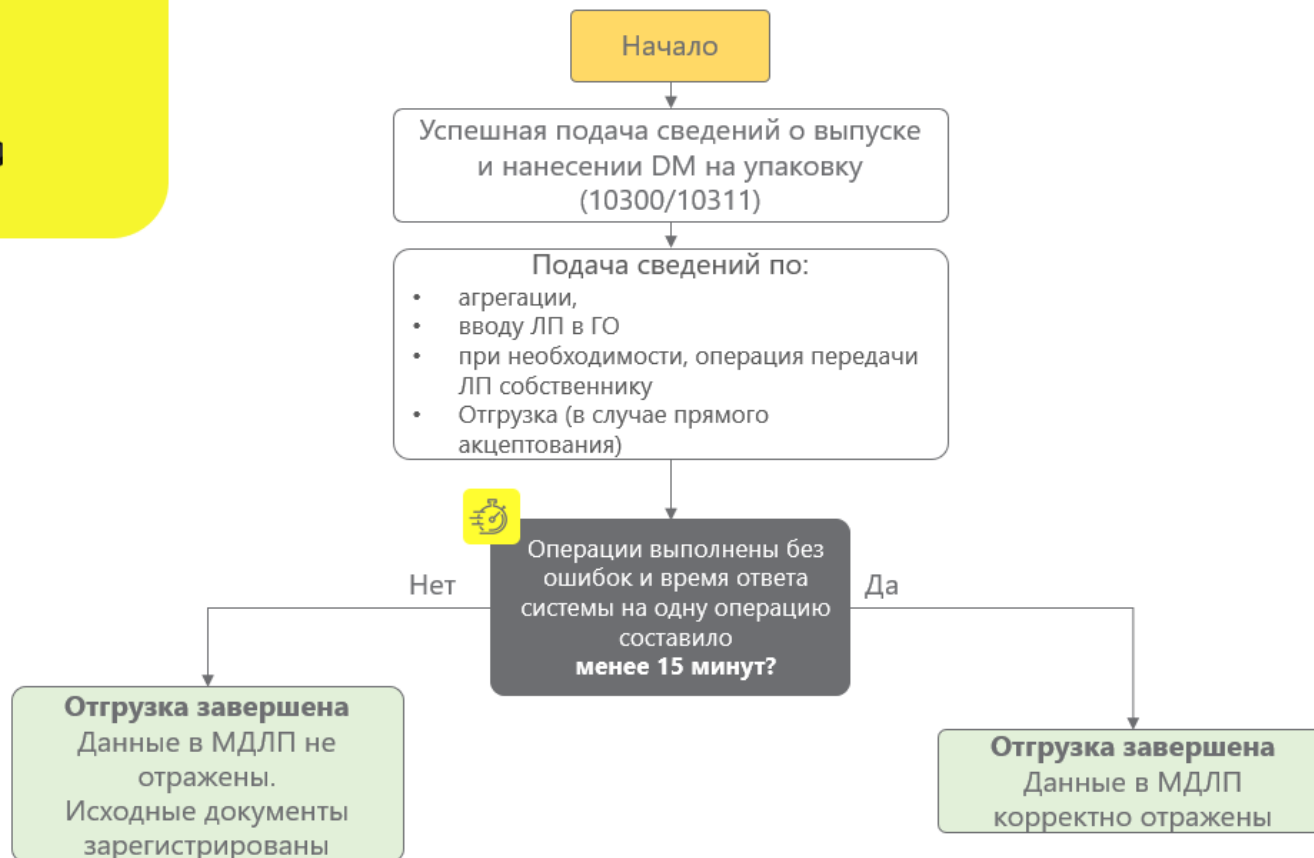 Начало
Успешная подача сведений о выпуске
и нанесении DM на упаковку
(10300/10311)
Подача сведений по:
• агрегации,
• вводу ЛП в ГО
• при необходимости, операция передачи
ЛП собственнику
• Отгрузка (в случае прямого
акцептования)
Операции выполнены без
ошибок и время ответа
системы на одну операцию
составило
менее 15 минут?
Нет
Да
Отгрузка завершена
Данные в МДЛП не
отражены.
Исходные документы
зарегистрированы
Отгрузка завершена
Данные в МДЛП
корректно отражены